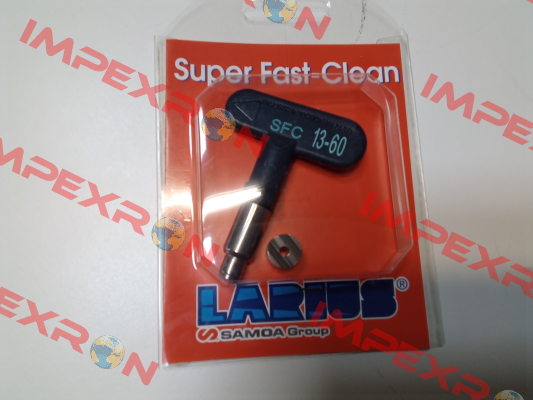 IMPEXRON
Super Fast-Clean
SFC 13-60
LARIUS®
SAMOA Group
IMPEXRON
IMPEXRON
IMPEXRON
IMPEXRON
IMPEXRON